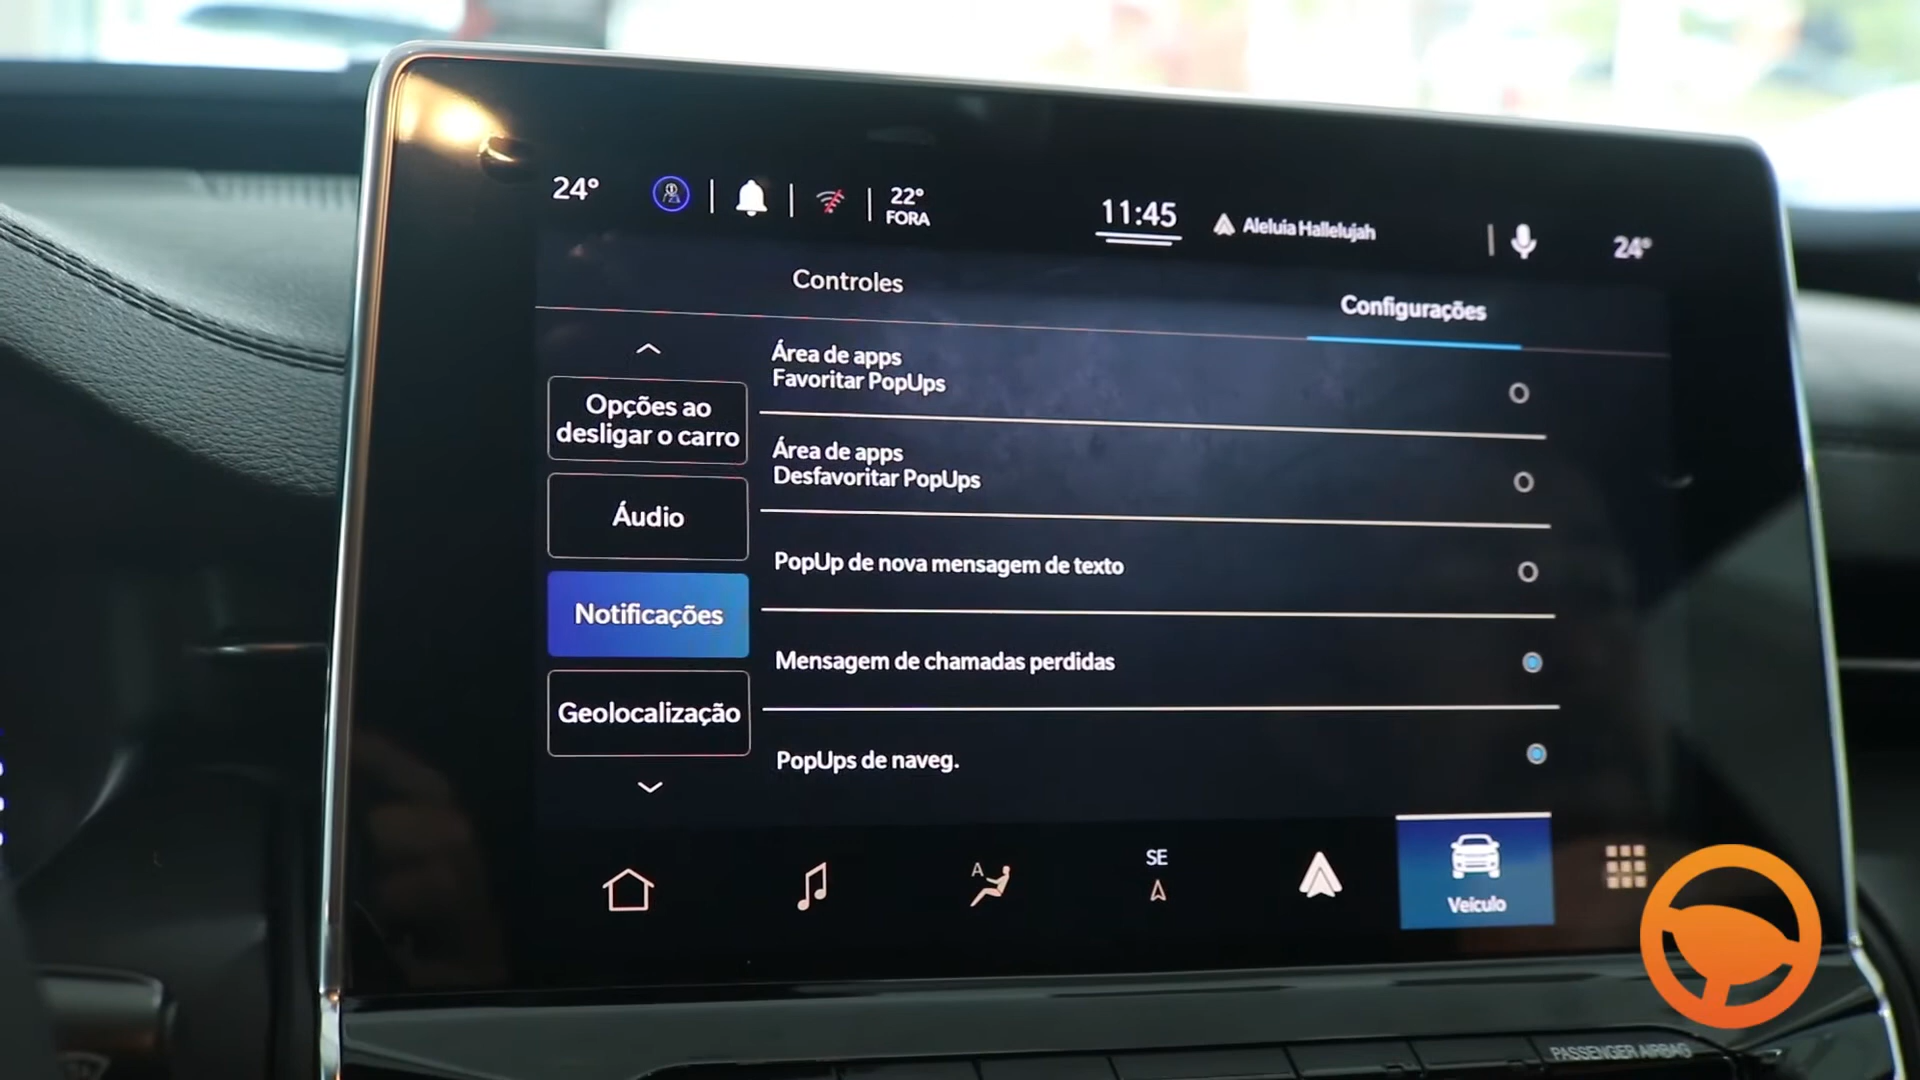 24°
22°
FORA
11:45
Aleluia Hallelujah
24°
Controles
Configurações
Opções ao
desligar o carro
Áudio
Notificações
Geolocalização
Área de apps
Favoritar PopUps
Área de apps
Desfavoritar PopUps
PopUp de nova mensagem de texto
Mensagem de chamadas perdidas
PopUps de naveg.
A
SE
Veículo
PASSENGER AIRBAG